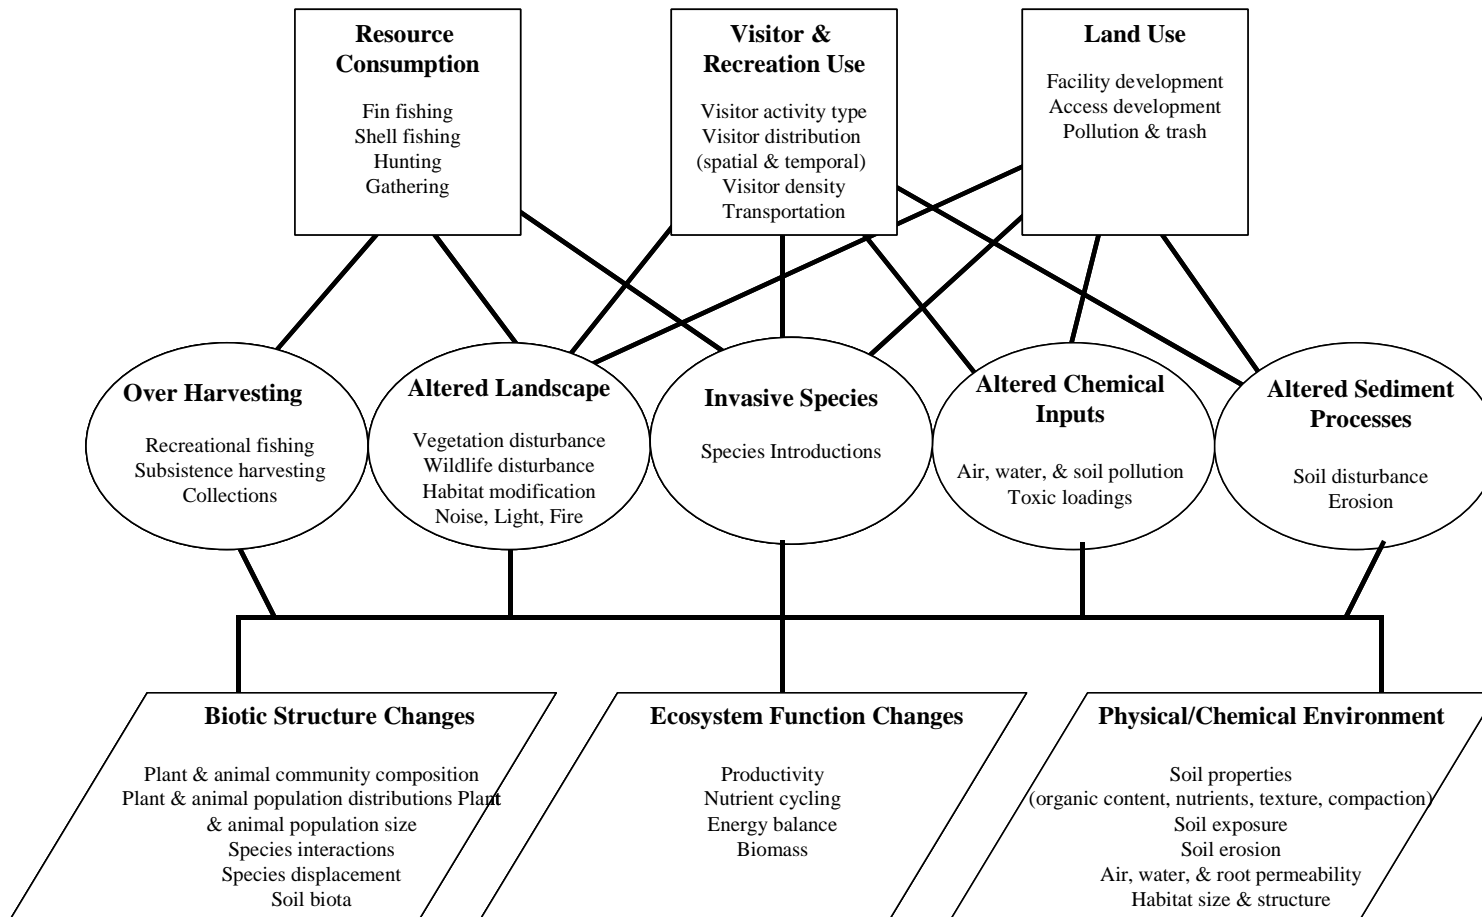 Resource
Consumption
Fin fishing
Shell fishing
Hunting
Gathering
Visitor &
Recreation Use
Visitor activity type
Visitor distribution
(spatial & temporal)
Visitor density
Transportation
Land Use
Facility development
Access development
Pollution & trash
Over Harvesting
Recreational fishing
Subsistence harvesting
Collections
Altered Landscape
Vegetation disturbance
Wildlife disturbance
Habitat modification
Noise, Light, Fire
Invasive Species
Species Introductions
Altered Chemical
Inputs
Air, water, & soil pollution
Toxic loadings
Altered Sediment
Processes
Soil disturbance
Erosion
Biotic Structure Changes
Plant & animal community composition
Plant & animal population distributions Plant
& animal population size
Species interactions
Species displacement
Soil biota
Ecosystem Function Changes
Productivity
Nutrient cycling
Energy balance
Biomass
Physical/Chemical Environment
Soil properties
(organic content, nutrients, texture, compaction)
Soil exposure
Soil erosion
Air, water, & root permeability
Habitat size & structure